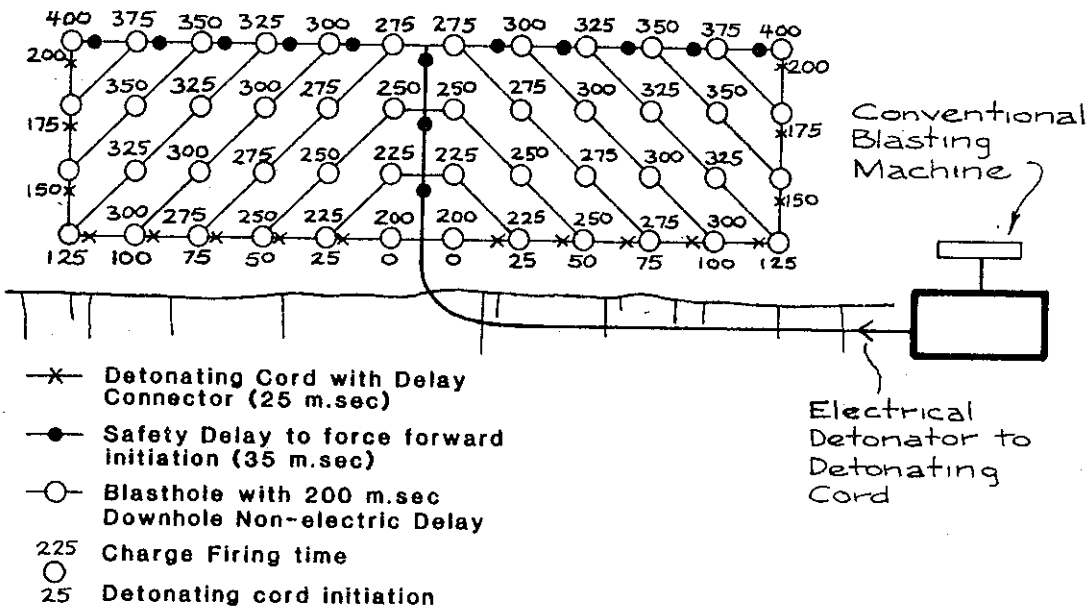 400 375 350 325 300 275 275 300 325 350 375 400
200 200
350 325 300 275 250 250 275 300 325 350
175 175
325 300 275 250 225 225 250 275 300 325
150 150
300 275 250 225 200 200 225 250 275 300
125 100 75 50 25 0 0 25 50 75 100 125
Conventional
Blasting
Machine
Electrical
Detonator to
Detonating
Cord
Detonating Cord with Delay
Connector (25 m.sec)
Safety Delay to force forward
initiation (35 m.sec)
Blasthole with 200 m.sec
Downhole Non-electric Delay
225 Charge Firing time
25 Detonating cord initiation